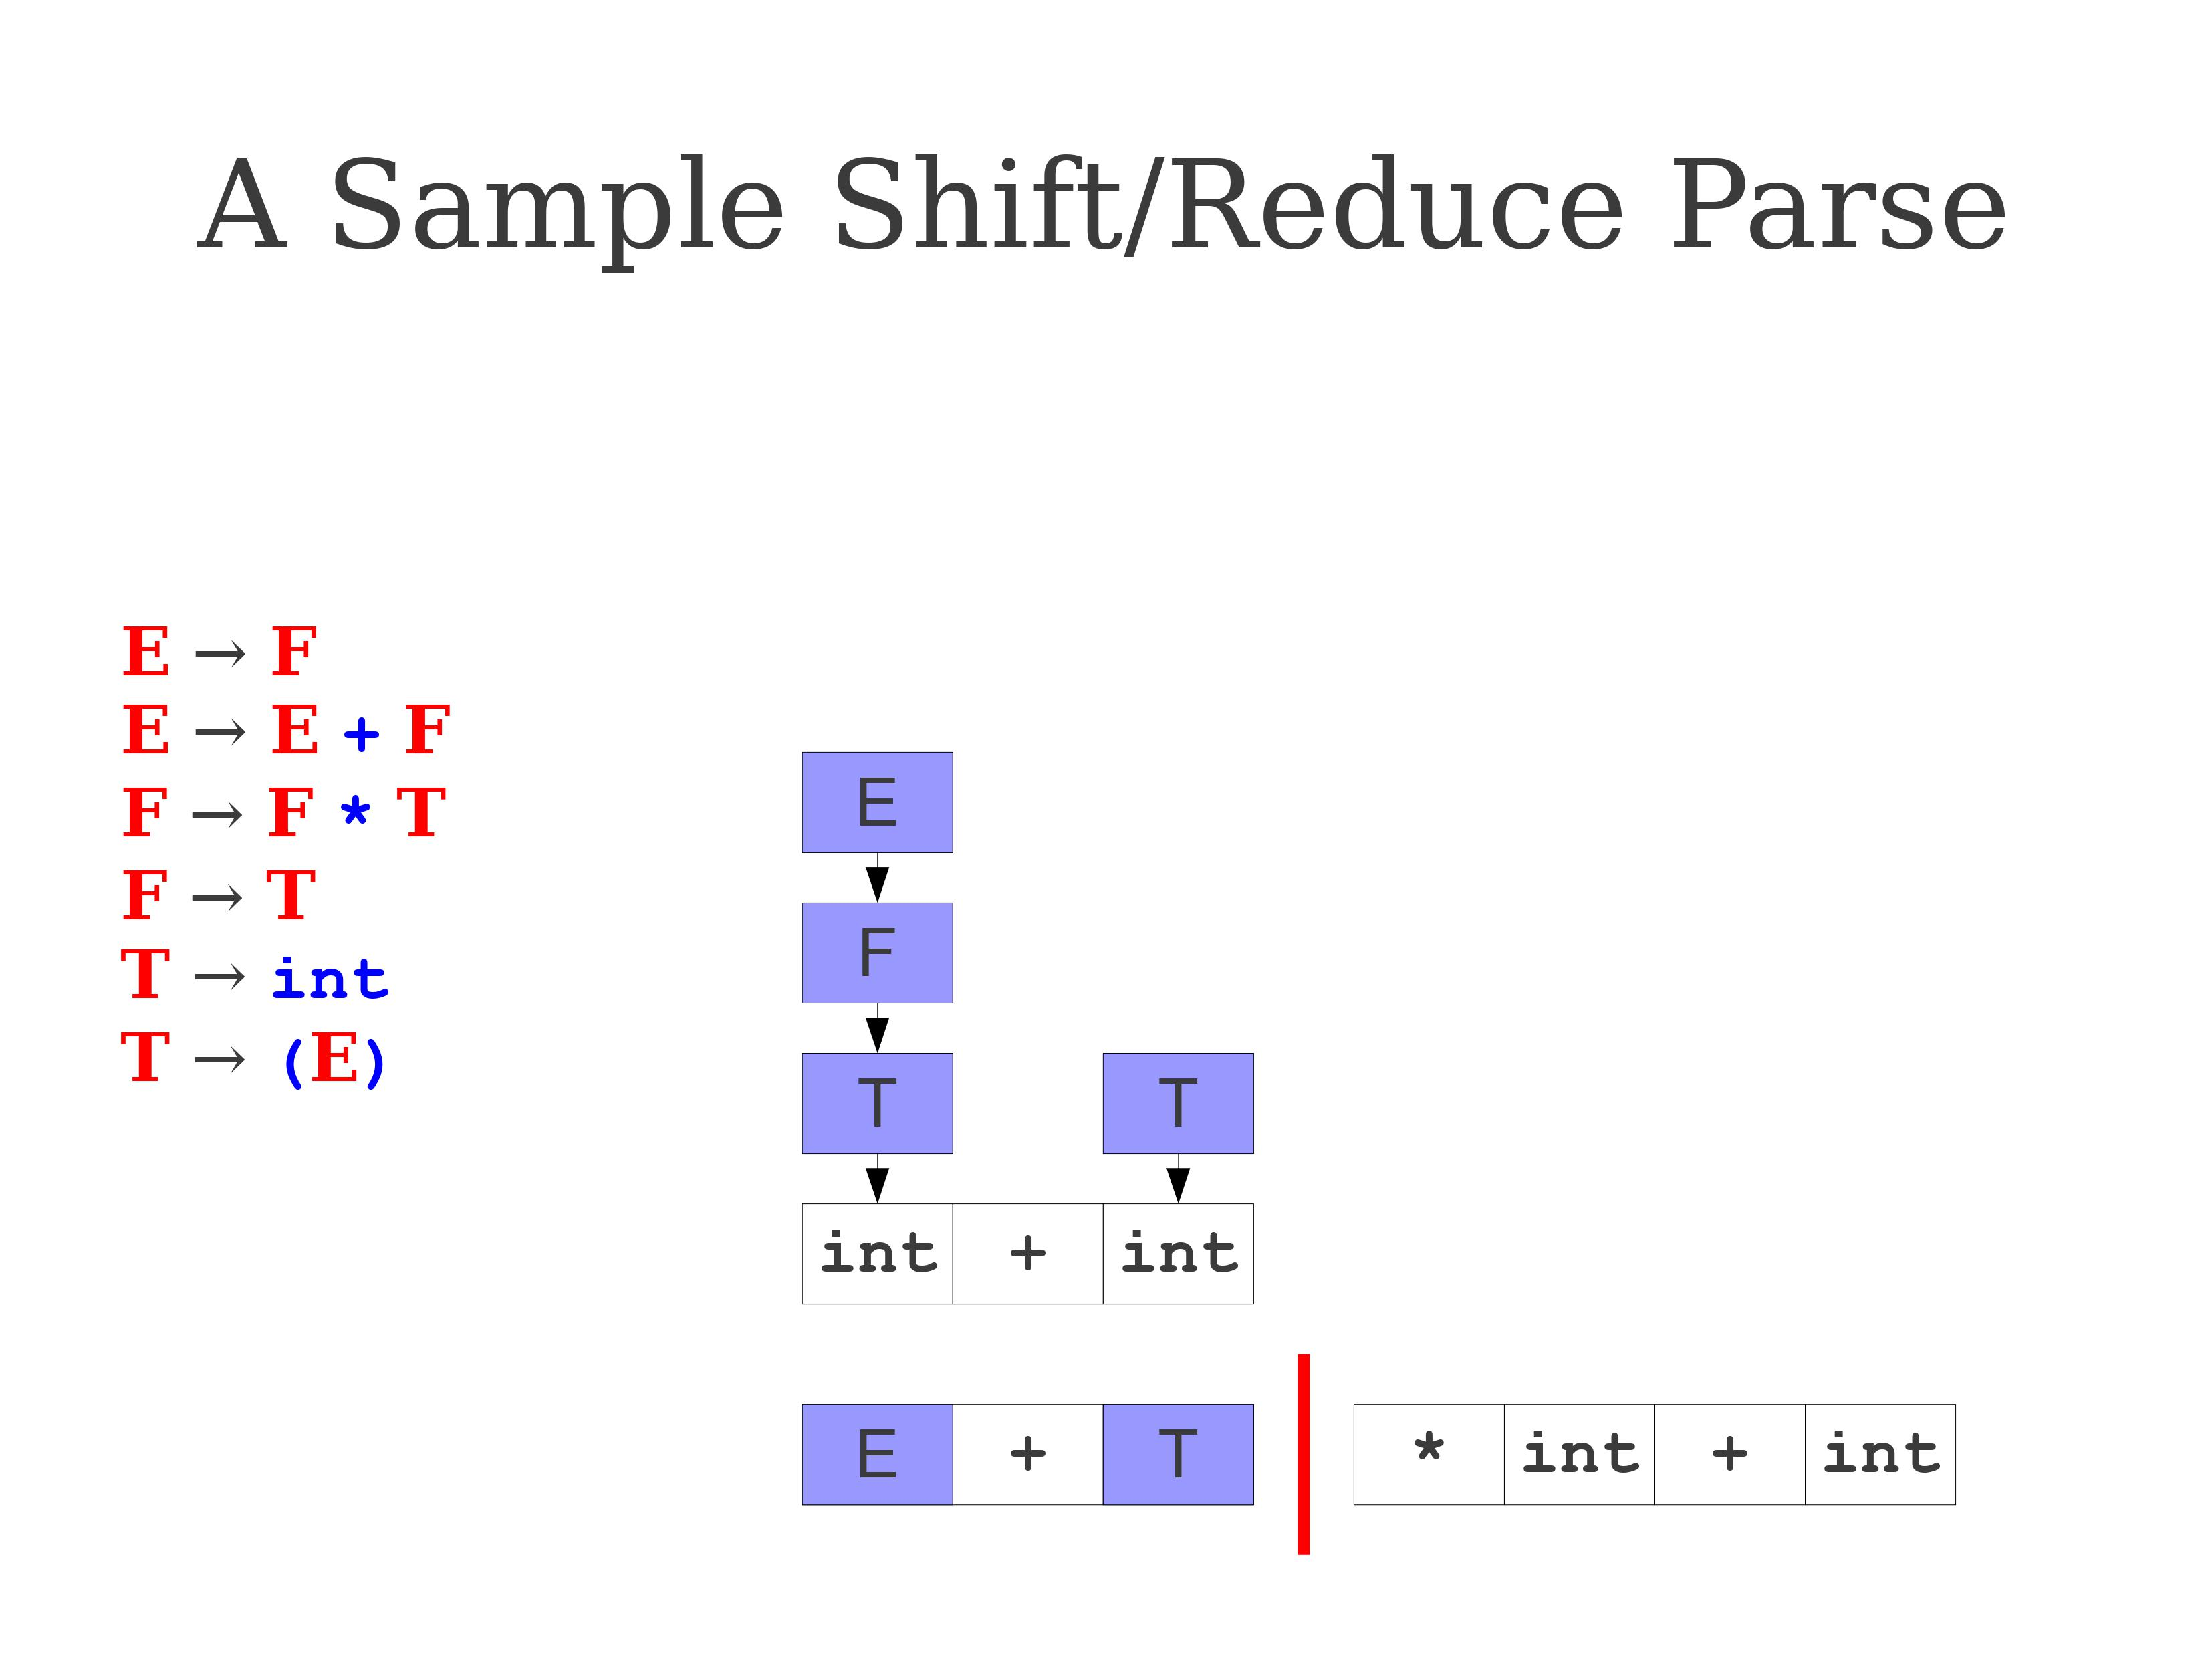 A Sample Shift/Reduce Parse
E → F
E → E + F
F → F * T
F → T
T → int
T → (E)
E
F
T T
int + int
E + T * int + int